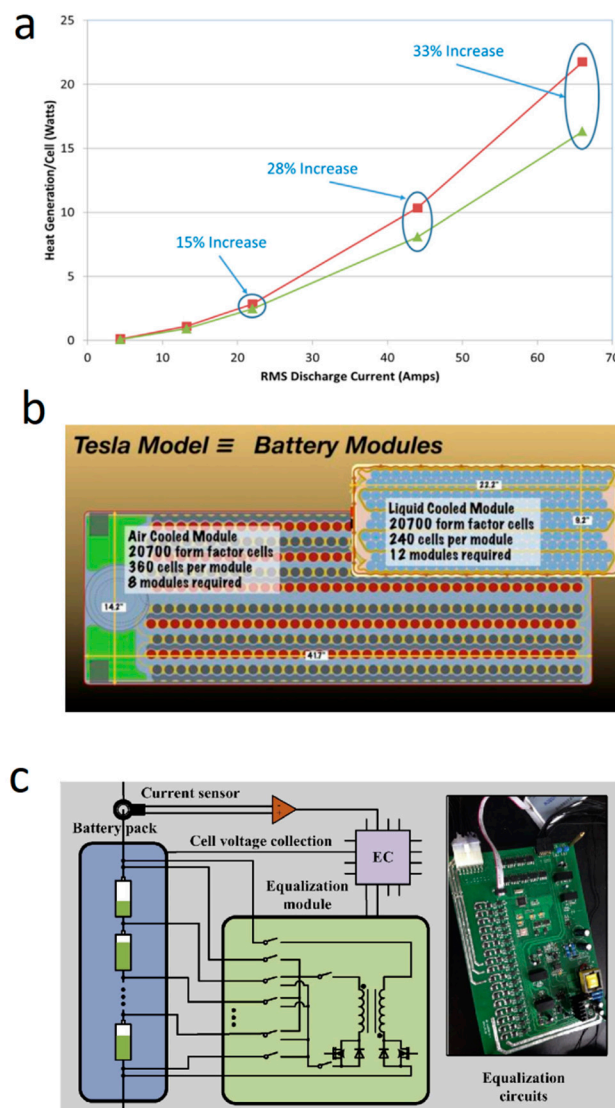 a
33% Increase
28% Increase
15% Increase
Heat Generation/Cell (Watts)
25
20
15
10
5
0
0 10 20 30 40 50 60 70
RMS Discharge Current (Amps)
b
Tesla Model ≡ Battery Modules
Air Cooled Module
20700 form factor cells
360 cells per module
8 modules required
14.2"
41.7"
Liquid Cooled Module
20700 form factor cells
240 cells per module
12 modules required
22.2"
9.2"
c
Current sensor
Battery pack
Cell voltage collection
EC
Equalization
module
Equalization
circuits